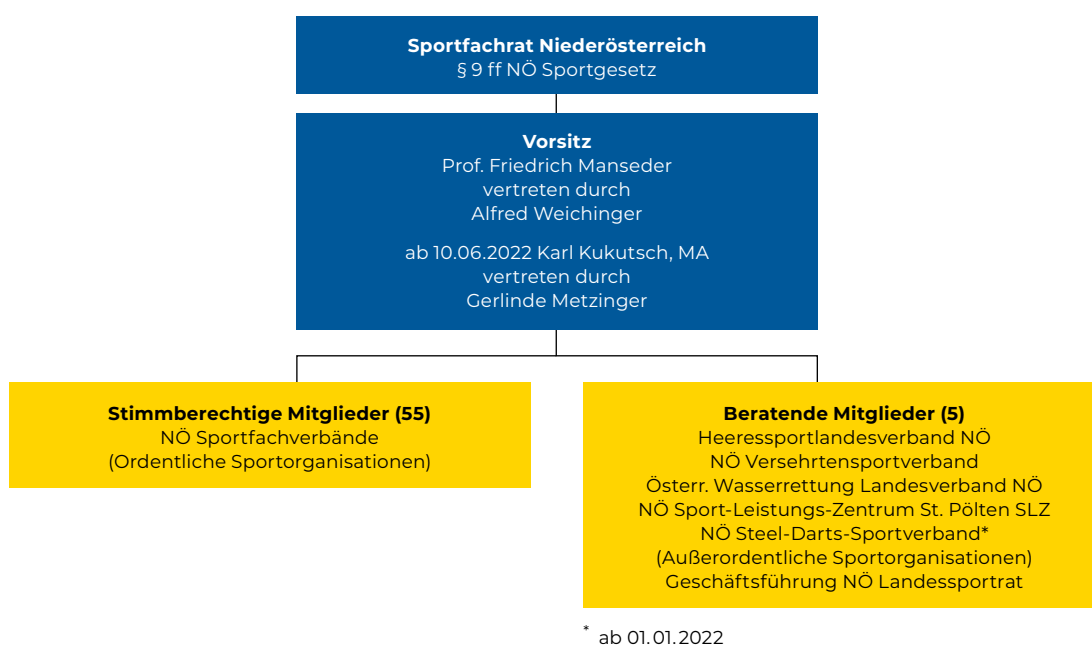 Sportfachrat Niederösterreich
§ 9 ff NÖ Sportgesetz
Vorsitz
Prof. Friedrich Manseder
vertreten durch
Alfred Weichinger
ab 10.06.2022 Karl Kukutsch, MA
vertreten durch
Gerlinde Metzinger
Stimmberechtige Mitglieder (55)
NÖ Sportfachverbände
(Ordentliche Sportorganisationen)
Beratende Mitglieder (5)
Heeressportlandesverband NÖ
NÖ Versehrtensportverband
Österr. Wasserrettung Landesverband NÖ
NÖ Sport-Leistungs-Zentrum St. Pölten SLZ
NÖ Steel-Darts-Sportverband*
(Außerordentliche Sportorganisationen)
Geschäftsführung NÖ Landessportrat
* ab 01.01.2022